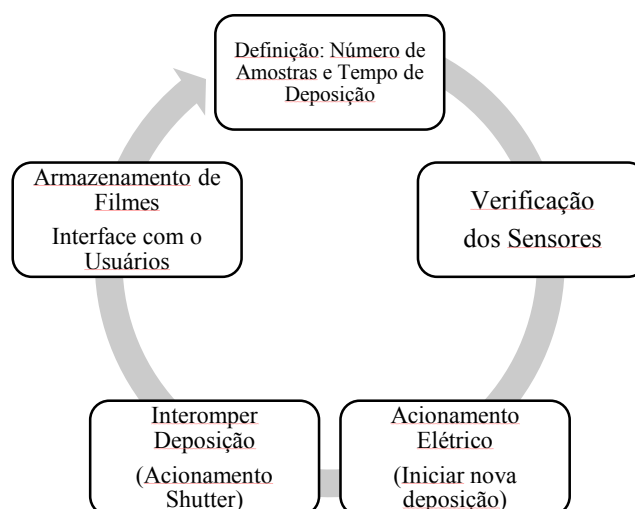 Definição: Número de
Amostras e Tempo de
Deposição
Verificação
dos Sensores
Acionamento
Elétrico
(Iniciar nova
deposição)
Interomper
Deposição
(Acionamento
Shutter)
Armazenamento de
Filmes
Interface com o
Usuários